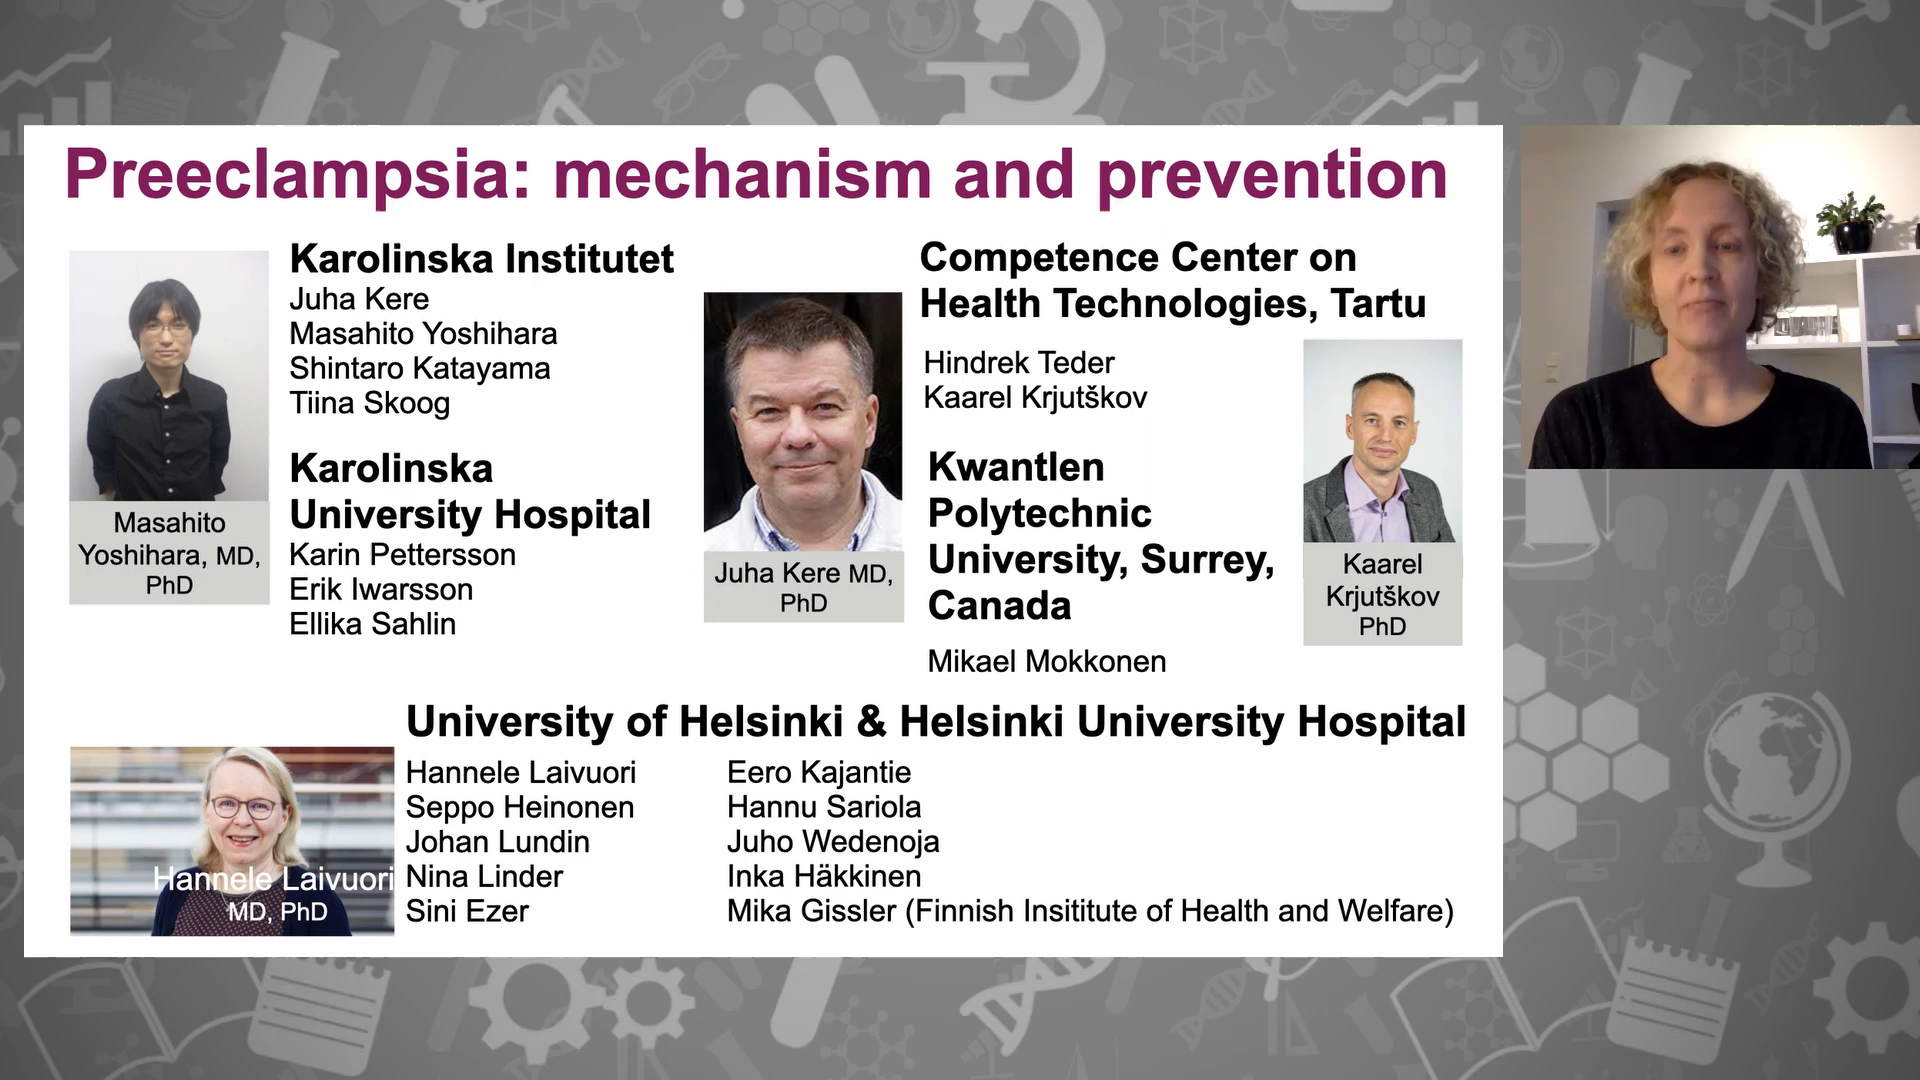 Preeclampsia: mechanism and prevention
Karolinska Institutet
Juha Kere
Masahito Yoshihara
Shintaro Katayama
Tiina Skoog
Karolinska
University Hospital
Karin Pettersson
Erik Iwarsson
Ellika Sahlin
Masahito
Yoshihara, MD,
PhD
Juha Kere MD,
PhD
Competence Center on
Health Technologies, Tartu
Hindrek Teder
Kaarel Krjutškov
Kwantlen
Polytechnic
University, Surrey,
Canada
Mikael Mokkonen
Kaarel
Krjutškov
PhD
University of Helsinki & Helsinki University Hospital
Hannele Laivuori
MD, PhD
Hannele Laivuori
Seppo Heinonen
Johan Lundin
Nina Linder
Sini Ezer
Eero Kajantie
Hannu Sariola
Juho Wedenoja
Inka Häkkinen
Mika Gissler (Finnish Insititute of Health and Welfare)